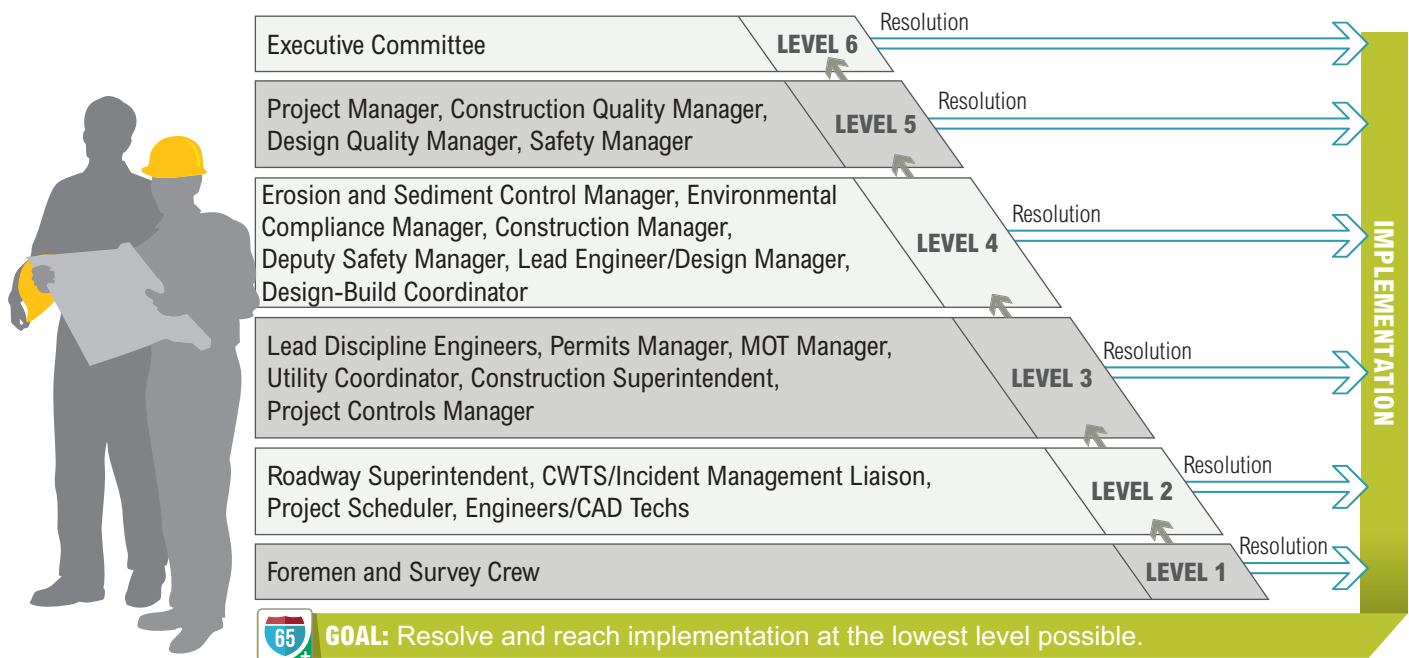 Executive Committee
LEVEL 6
Resolution
Project Manager, Construction Quality Manager,
Design Quality Manager, Safety Manager
LEVEL 5
Resolution
Erosion and Sediment Control Manager, Environmental
Compliance Manager, Construction Manager,
Deputy Safety Manager, Lead Engineer/Design Manager,
Design-Build Coordinator
LEVEL 4
Resolution
Lead Discipline Engineers, Permits Manager, MOT Manager,
Utility Coordinator, Construction Superintendent,
Project Controls Manager
LEVEL 3
Resolution
Roadway Superintendent, CWTS/Incident Management Liaison,
Project Scheduler, Engineers/CAD Techs
LEVEL 2
Resolution
Foremen and Survey Crew
LEVEL 1
Resolution
IMPLEMENTATION
65
GOAL: Resolve and reach implementation at the lowest level possible.